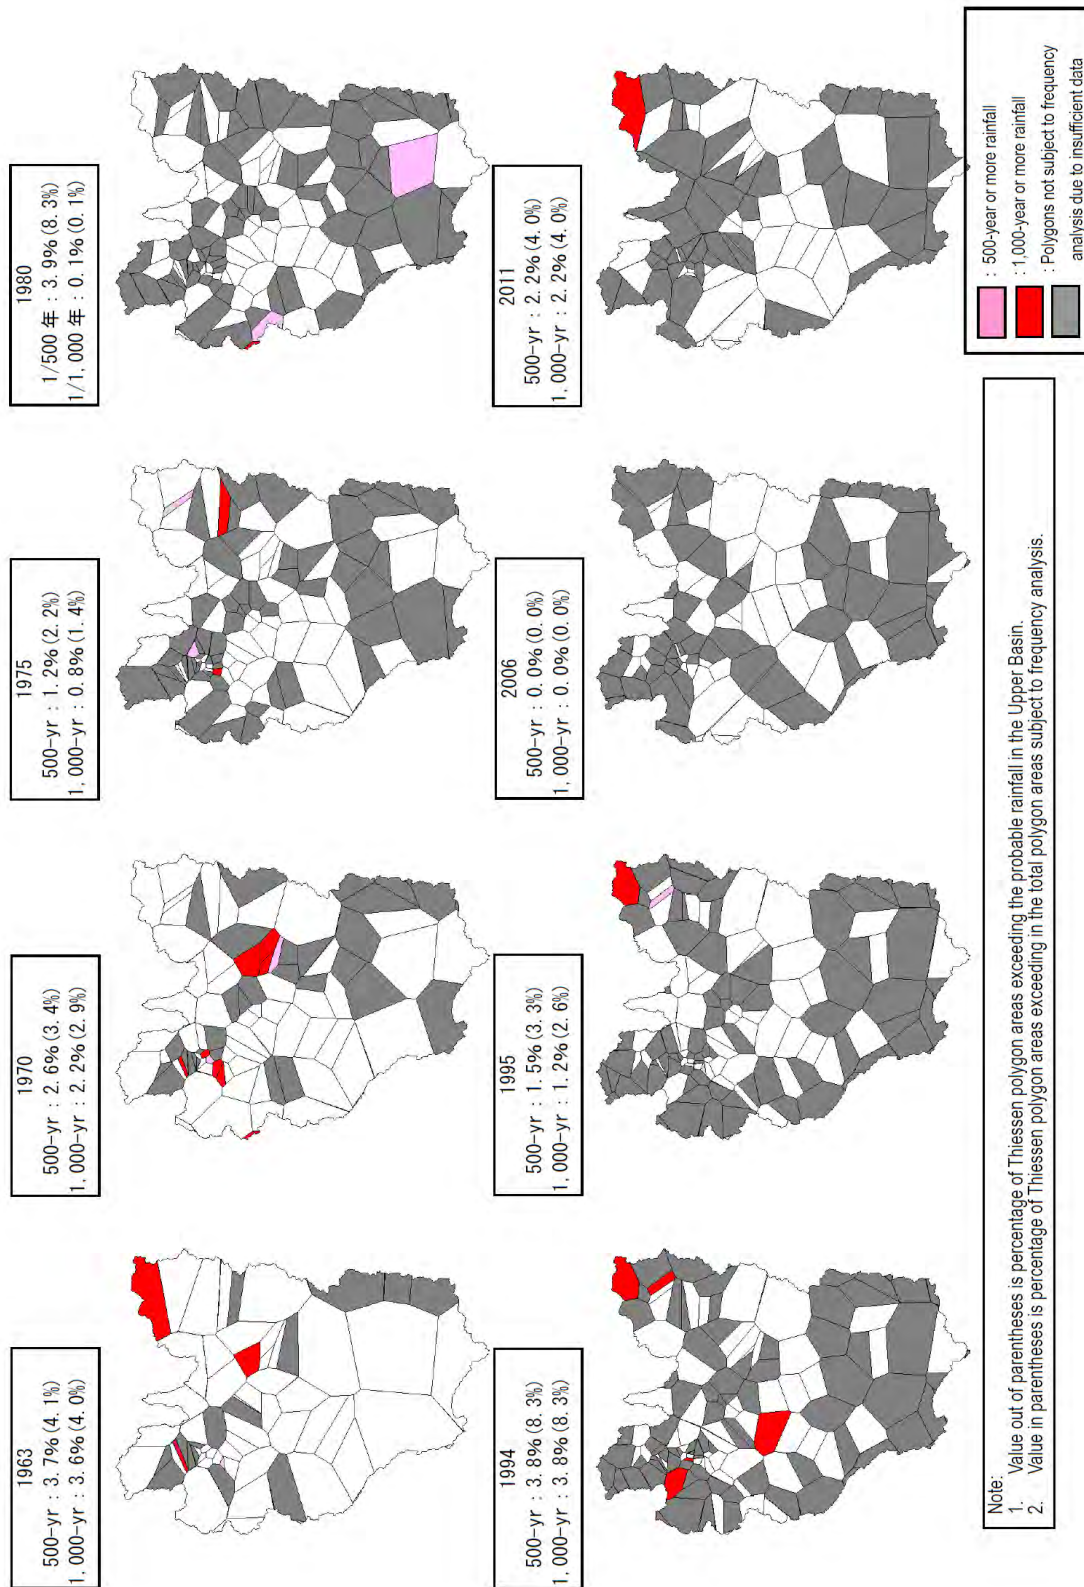 1963
500-yr : 3.7% (4.1%)
1,000-yr : 3.6% (4.0%)
1970
500-yr : 2.6% (3.4%)
1,000-yr : 2.2% (2.9%)
1975
500-yr : 1.2% (2.2%)
1,000-yr : 0.8% (1.4%)
1980
1/500 年 : 3.9% (8.3%)
1/1,000 年 : 0.1% (0.1%)
1994
500-yr : 3.8% (8.3%)
1,000-yr : 3.8% (8.3%)
1995
500-yr : 1.5% (3.3%)
1,000-yr : 1.2% (2.6%)
2006
500-yr : 0.0% (0.0%)
1,000-yr : 0.0% (0.0%)
2011
500-yr : 2.2% (4.0%)
1,000-yr : 2.2% (4.0%)
Note:
1. Value out of parentheses is percentage of Thiessen polygon areas exceeding the probable rainfall in the Upper Basin.
2. Value in parentheses is percentage of Thiessen polygon areas exceeding in the total polygon areas subject to frequency analysis.
: 500-year or more rainfall
: 1,000-year or more rainfall
: Polygons not subject to frequency
analysis due to insufficient data